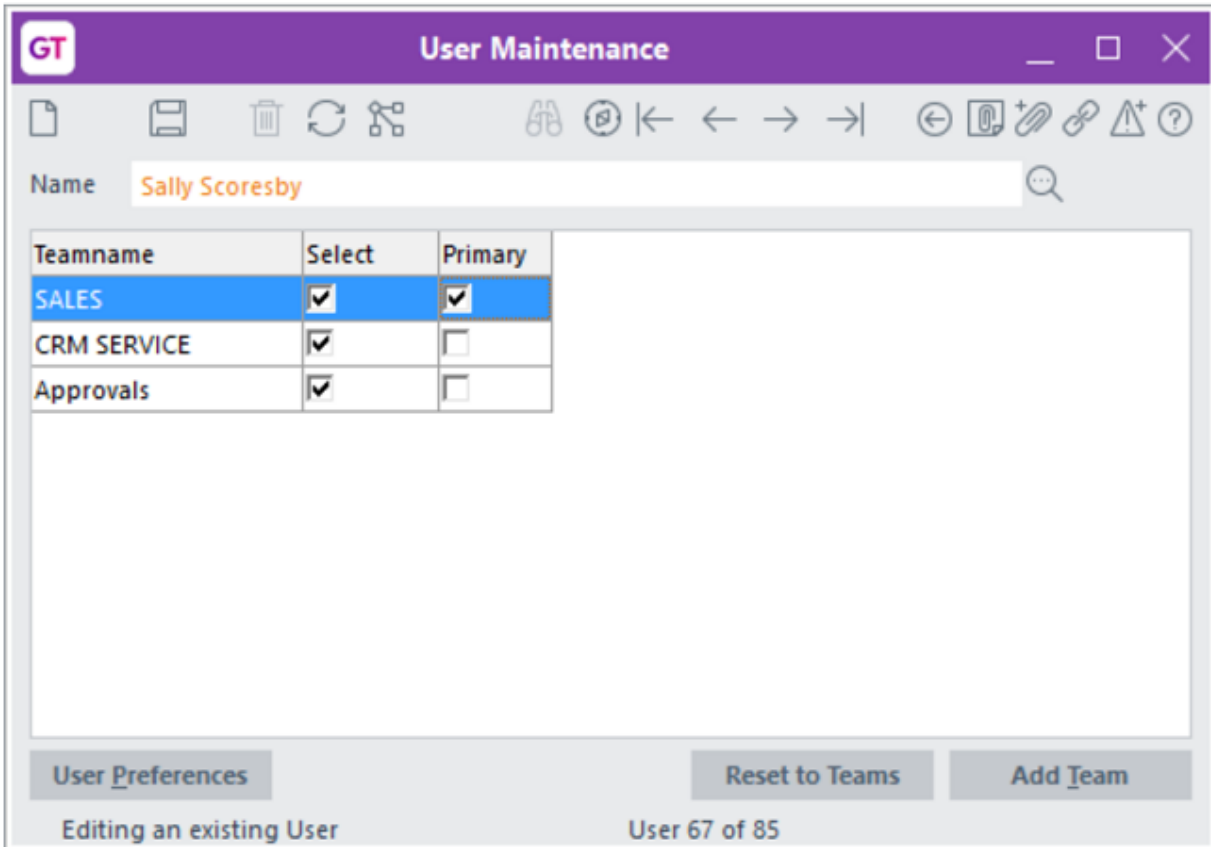 GT User Maintenance
Name Sally Scoresby
Teamname Select Primary
SALES
CRM SERVICE
Approvals
User Preferences Reset to Teams Add Team
Editing an existing User User 67 of 85